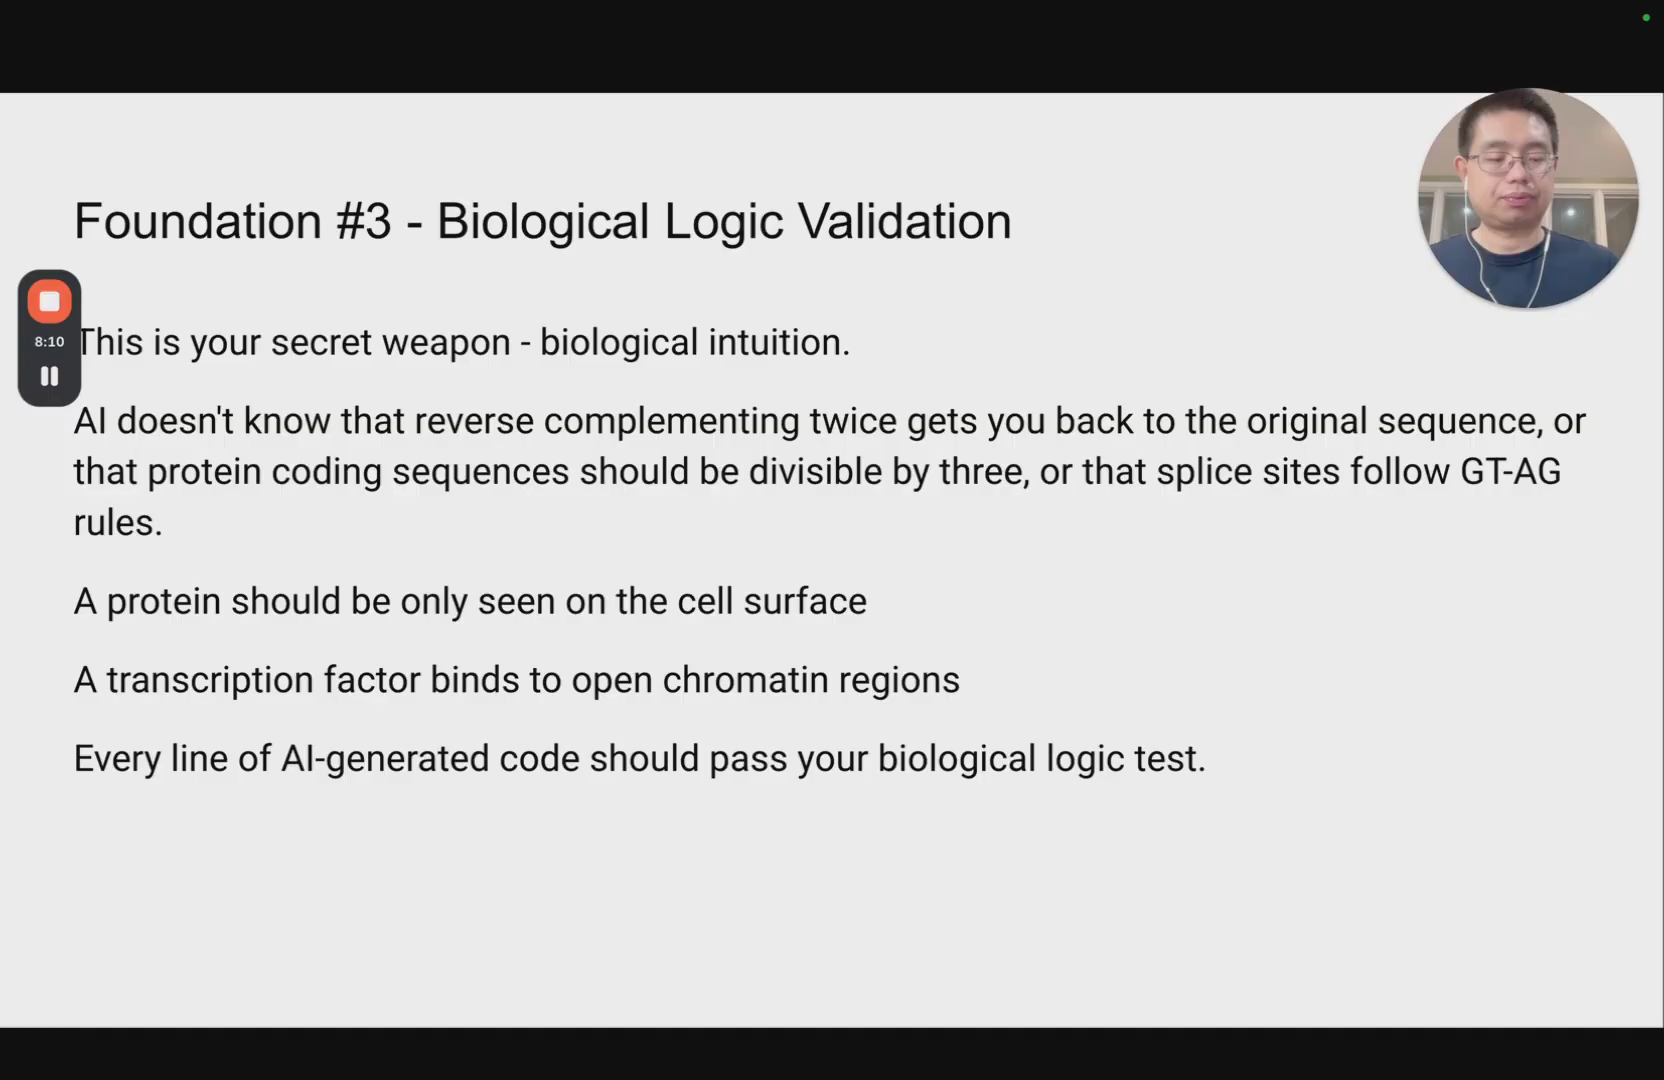 Foundation #3 - Biological Logic Validation
8:10
This is your secret weapon - biological intuition.
AI doesn't know that reverse complementing twice gets you back to the original sequence, or
that protein coding sequences should be divisible by three, or that splice sites follow GT-AG
rules.
A protein should be only seen on the cell surface
A transcription factor binds to open chromatin regions
Every line of AI-generated code should pass your biological logic test.